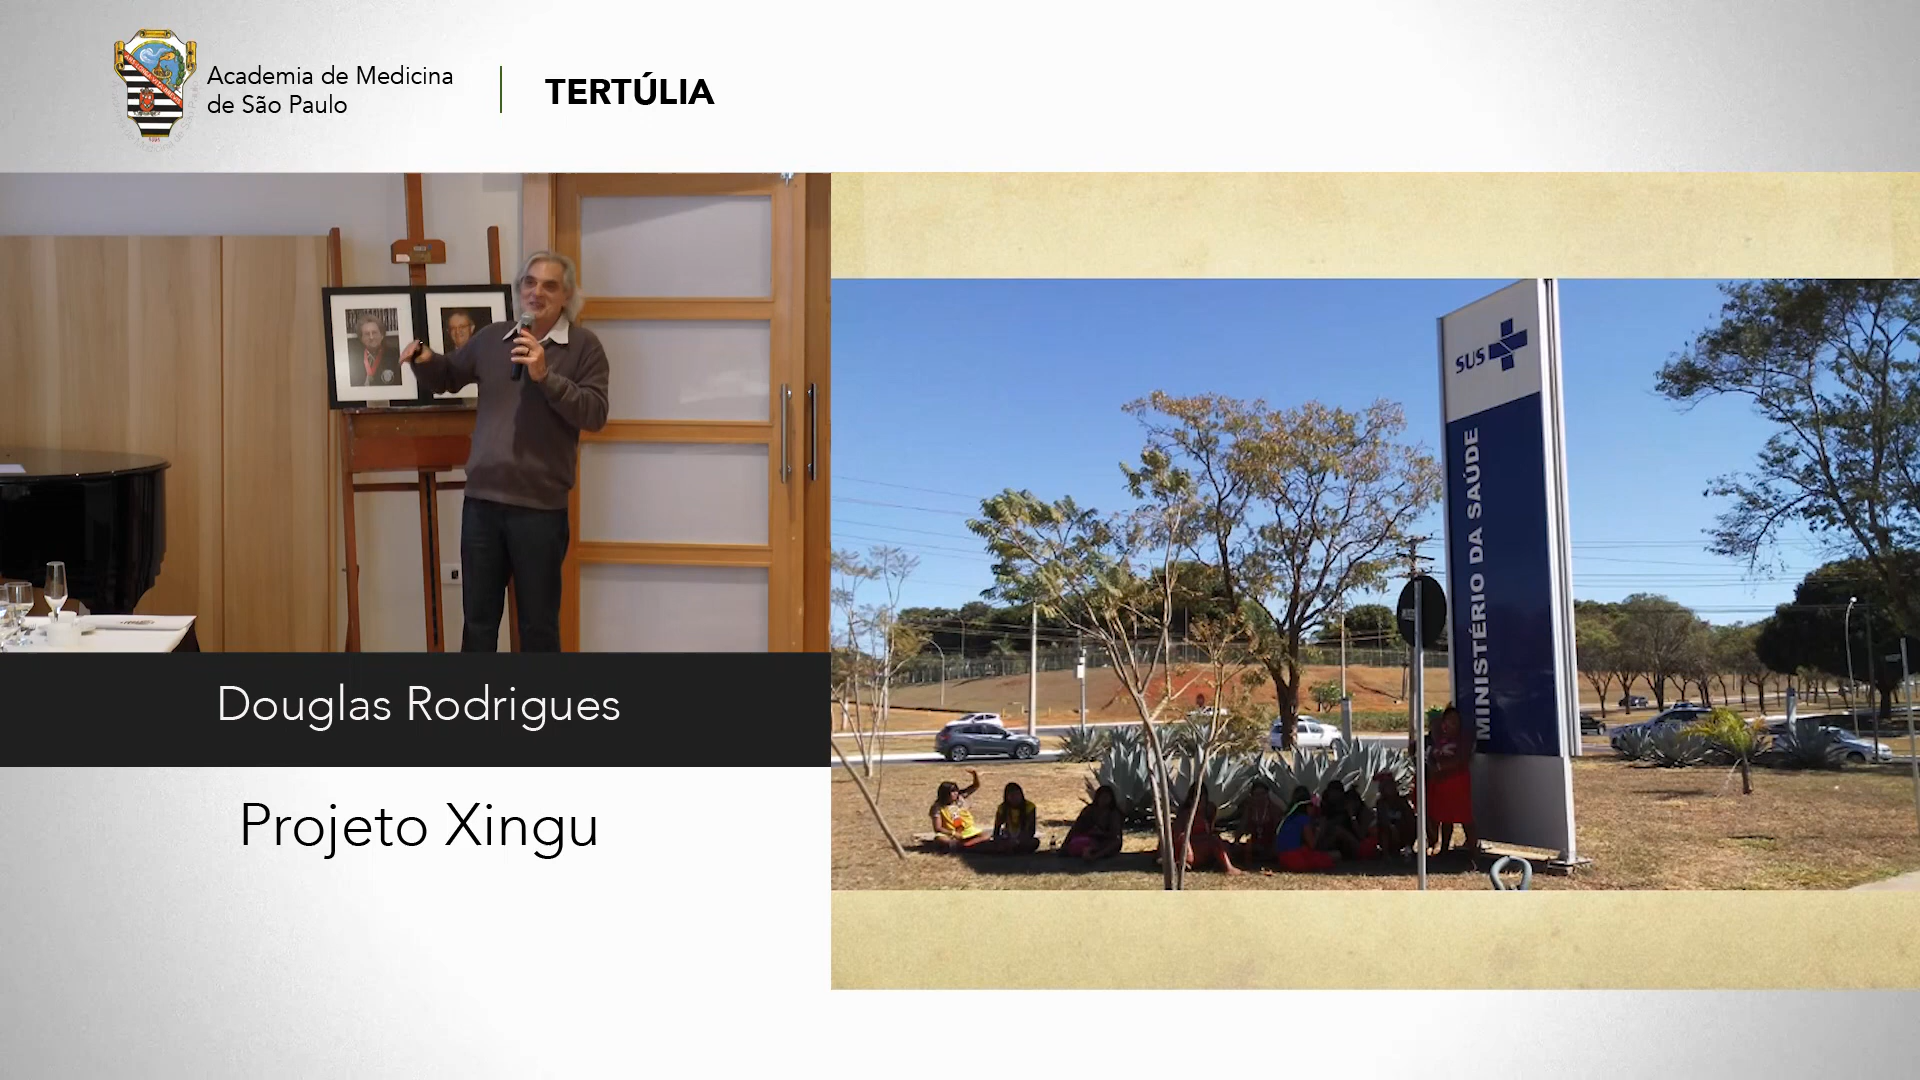 Academia de Medicina
de São Paulo
TERTÚLIA
Douglas Rodrigues
Projeto Xingu
SUS
MINISTÉRIO DA SAÚDE